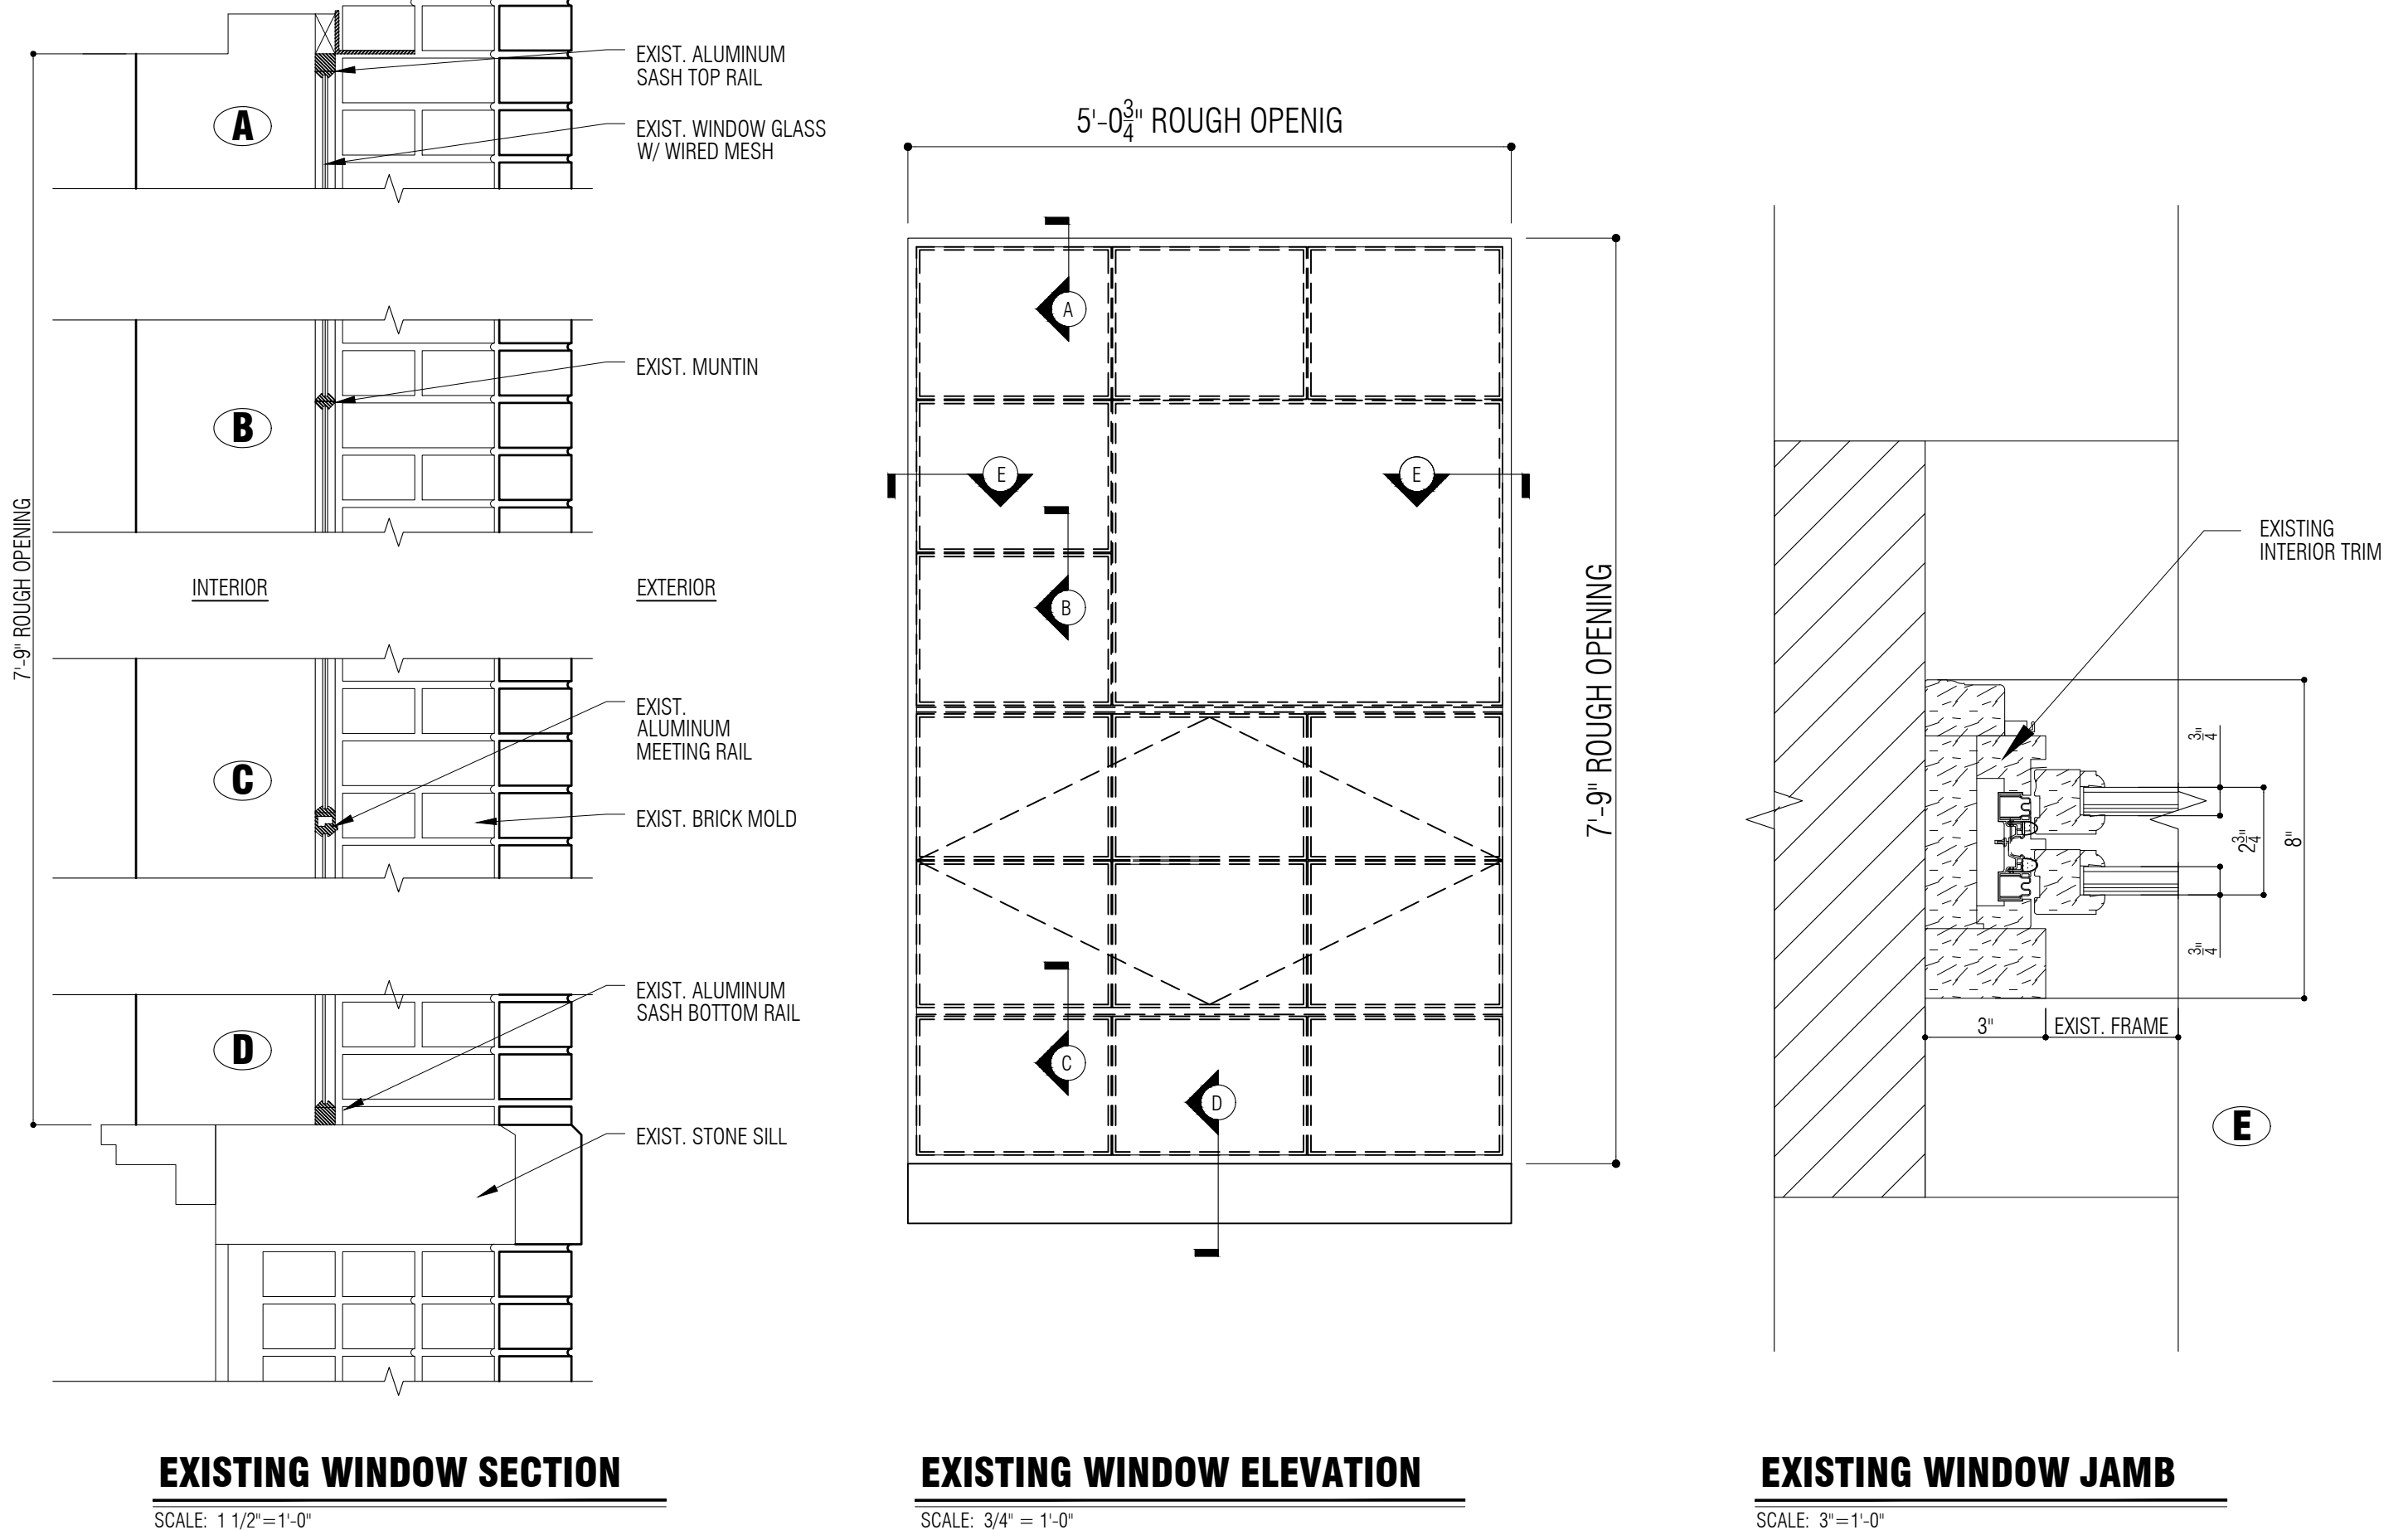 EXIST. ALUMINUM
SASH TOP RAIL
A
EXIST. WINDOW GLASS
W/ WIRED MESH
EXIST. MUNTIN
B
7'-9" ROUGH OPENING
INTERIOR
EXTERIOR
EXIST.
ALUMINUM
MEETING RAIL
C
EXIST. BRICK MOLD
EXIST. ALUMINUM
SASH BOTTOM RAIL
D
EXIST. STONE SILL
EXISTING WINDOW SECTION
SCALE: 1 1/2"=1'-0"
5'-0 3/4" ROUGH OPENIG
A
E
E
B
7'-9" ROUGH OPENING
C
D
EXISTING WINDOW ELEVATION
SCALE: 3/4" = 1'-0"
EXISTING
INTERIOR TRIM
3/4"
2 3/4"
8"
3/4"
3"
EXIST. FRAME
E
EXISTING WINDOW JAMB
SCALE: 3"=1'-0"